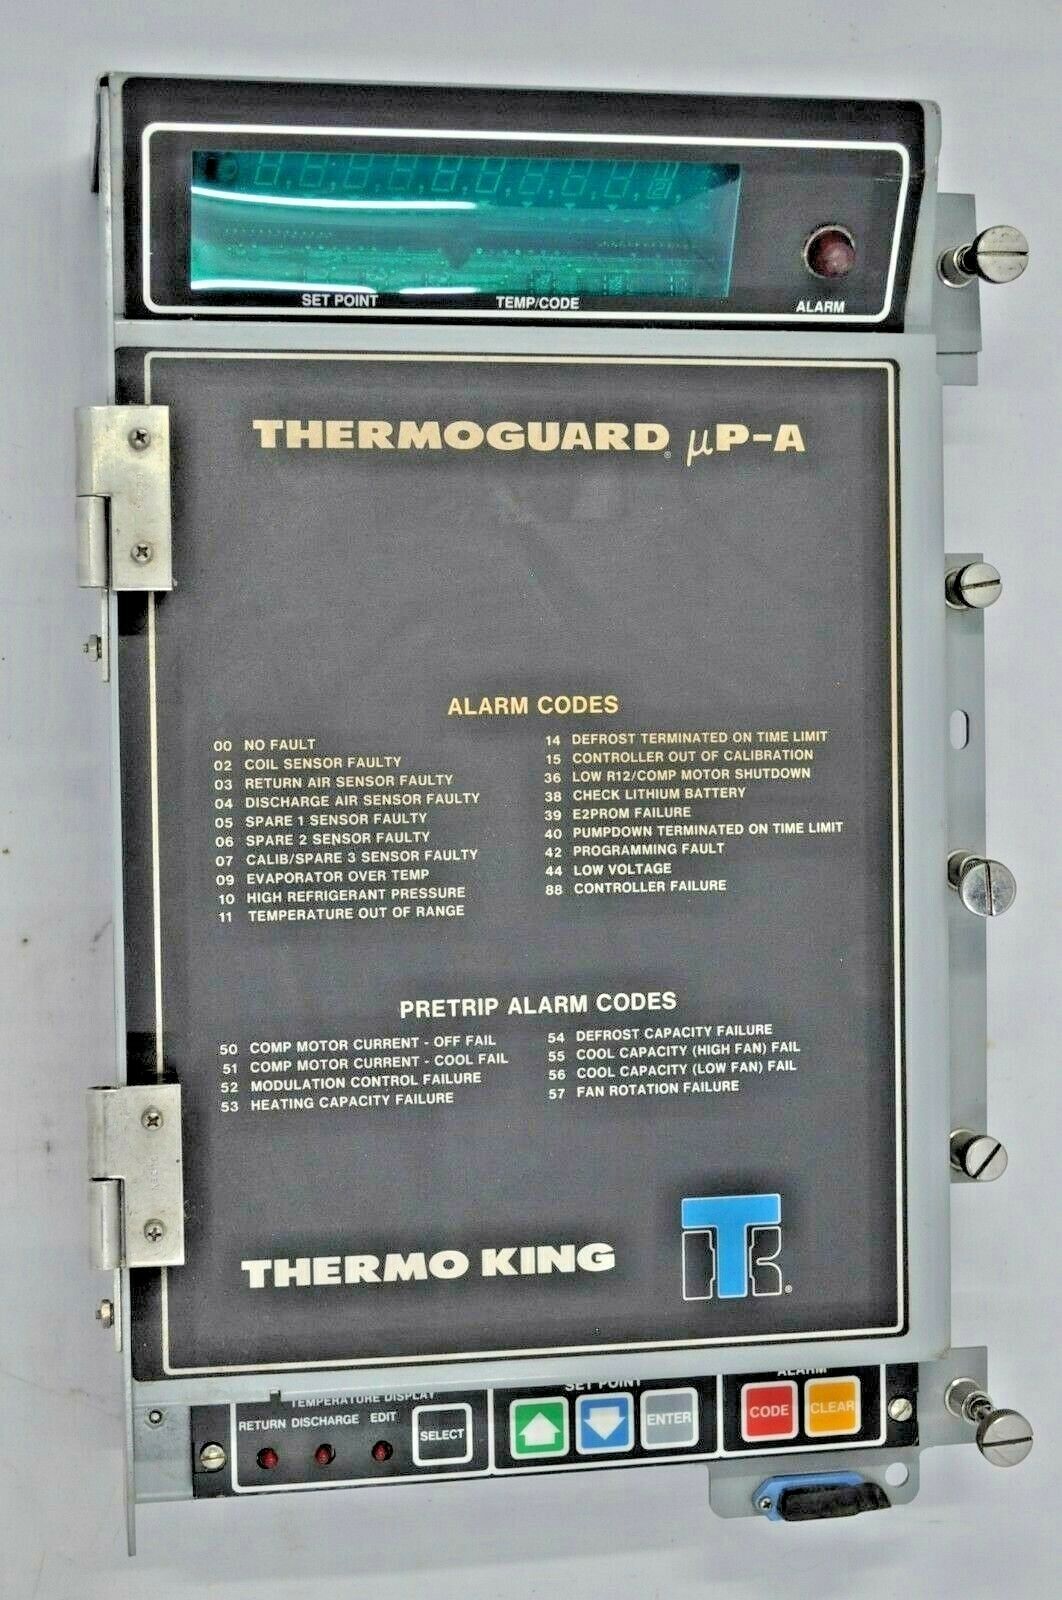 SET POINT TEMP/CODE ALARM
THERMOGUARD® µP-A
ALARM CODES
00 NO FAULT
02 COIL SENSOR FAULTY
03 RETURN AIR SENSOR FAULTY
04 DISCHARGE AIR SENSOR FAULTY
05 SPARE 1 SENSOR FAULTY
06 SPARE 2 SENSOR FAULTY
07 CALIB/SPARE 3 SENSOR FAULTY
09 EVAPORATOR OVER TEMP
10 HIGH REFRIGERANT PRESSURE
11 TEMPERATURE OUT OF RANGE
14 DEFROST TERMINATED ON TIME LIMIT
15 CONTROLLER OUT OF CALIBRATION
36 LOW R12/COMP MOTOR SHUTDOWN
38 CHECK LITHIUM BATTERY
39 E2PROM FAILURE
40 PUMPDOWN TERMINATED ON TIME LIMIT
42 PROGRAMMING FAULT
44 LOW VOLTAGE
88 CONTROLLER FAILURE
PRETRIP ALARM CODES
50 COMP MOTOR CURRENT - OFF FAIL
51 COMP MOTOR CURRENT - COOL FAIL
52 MODULATION CONTROL FAILURE
53 HEATING CAPACITY FAILURE
54 DEFROST CAPACITY FAILURE
55 COOL CAPACITY (HIGH FAN) FAIL
56 COOL CAPACITY (LOW FAN) FAIL
57 FAN ROTATION FAILURE
THERMO KING
TK®
TEMPERATURE DISPLAY
RETURN DISCHARGE EDIT
SELECT
SET POINT
ENTER
ALARM
CODE
CLEAR